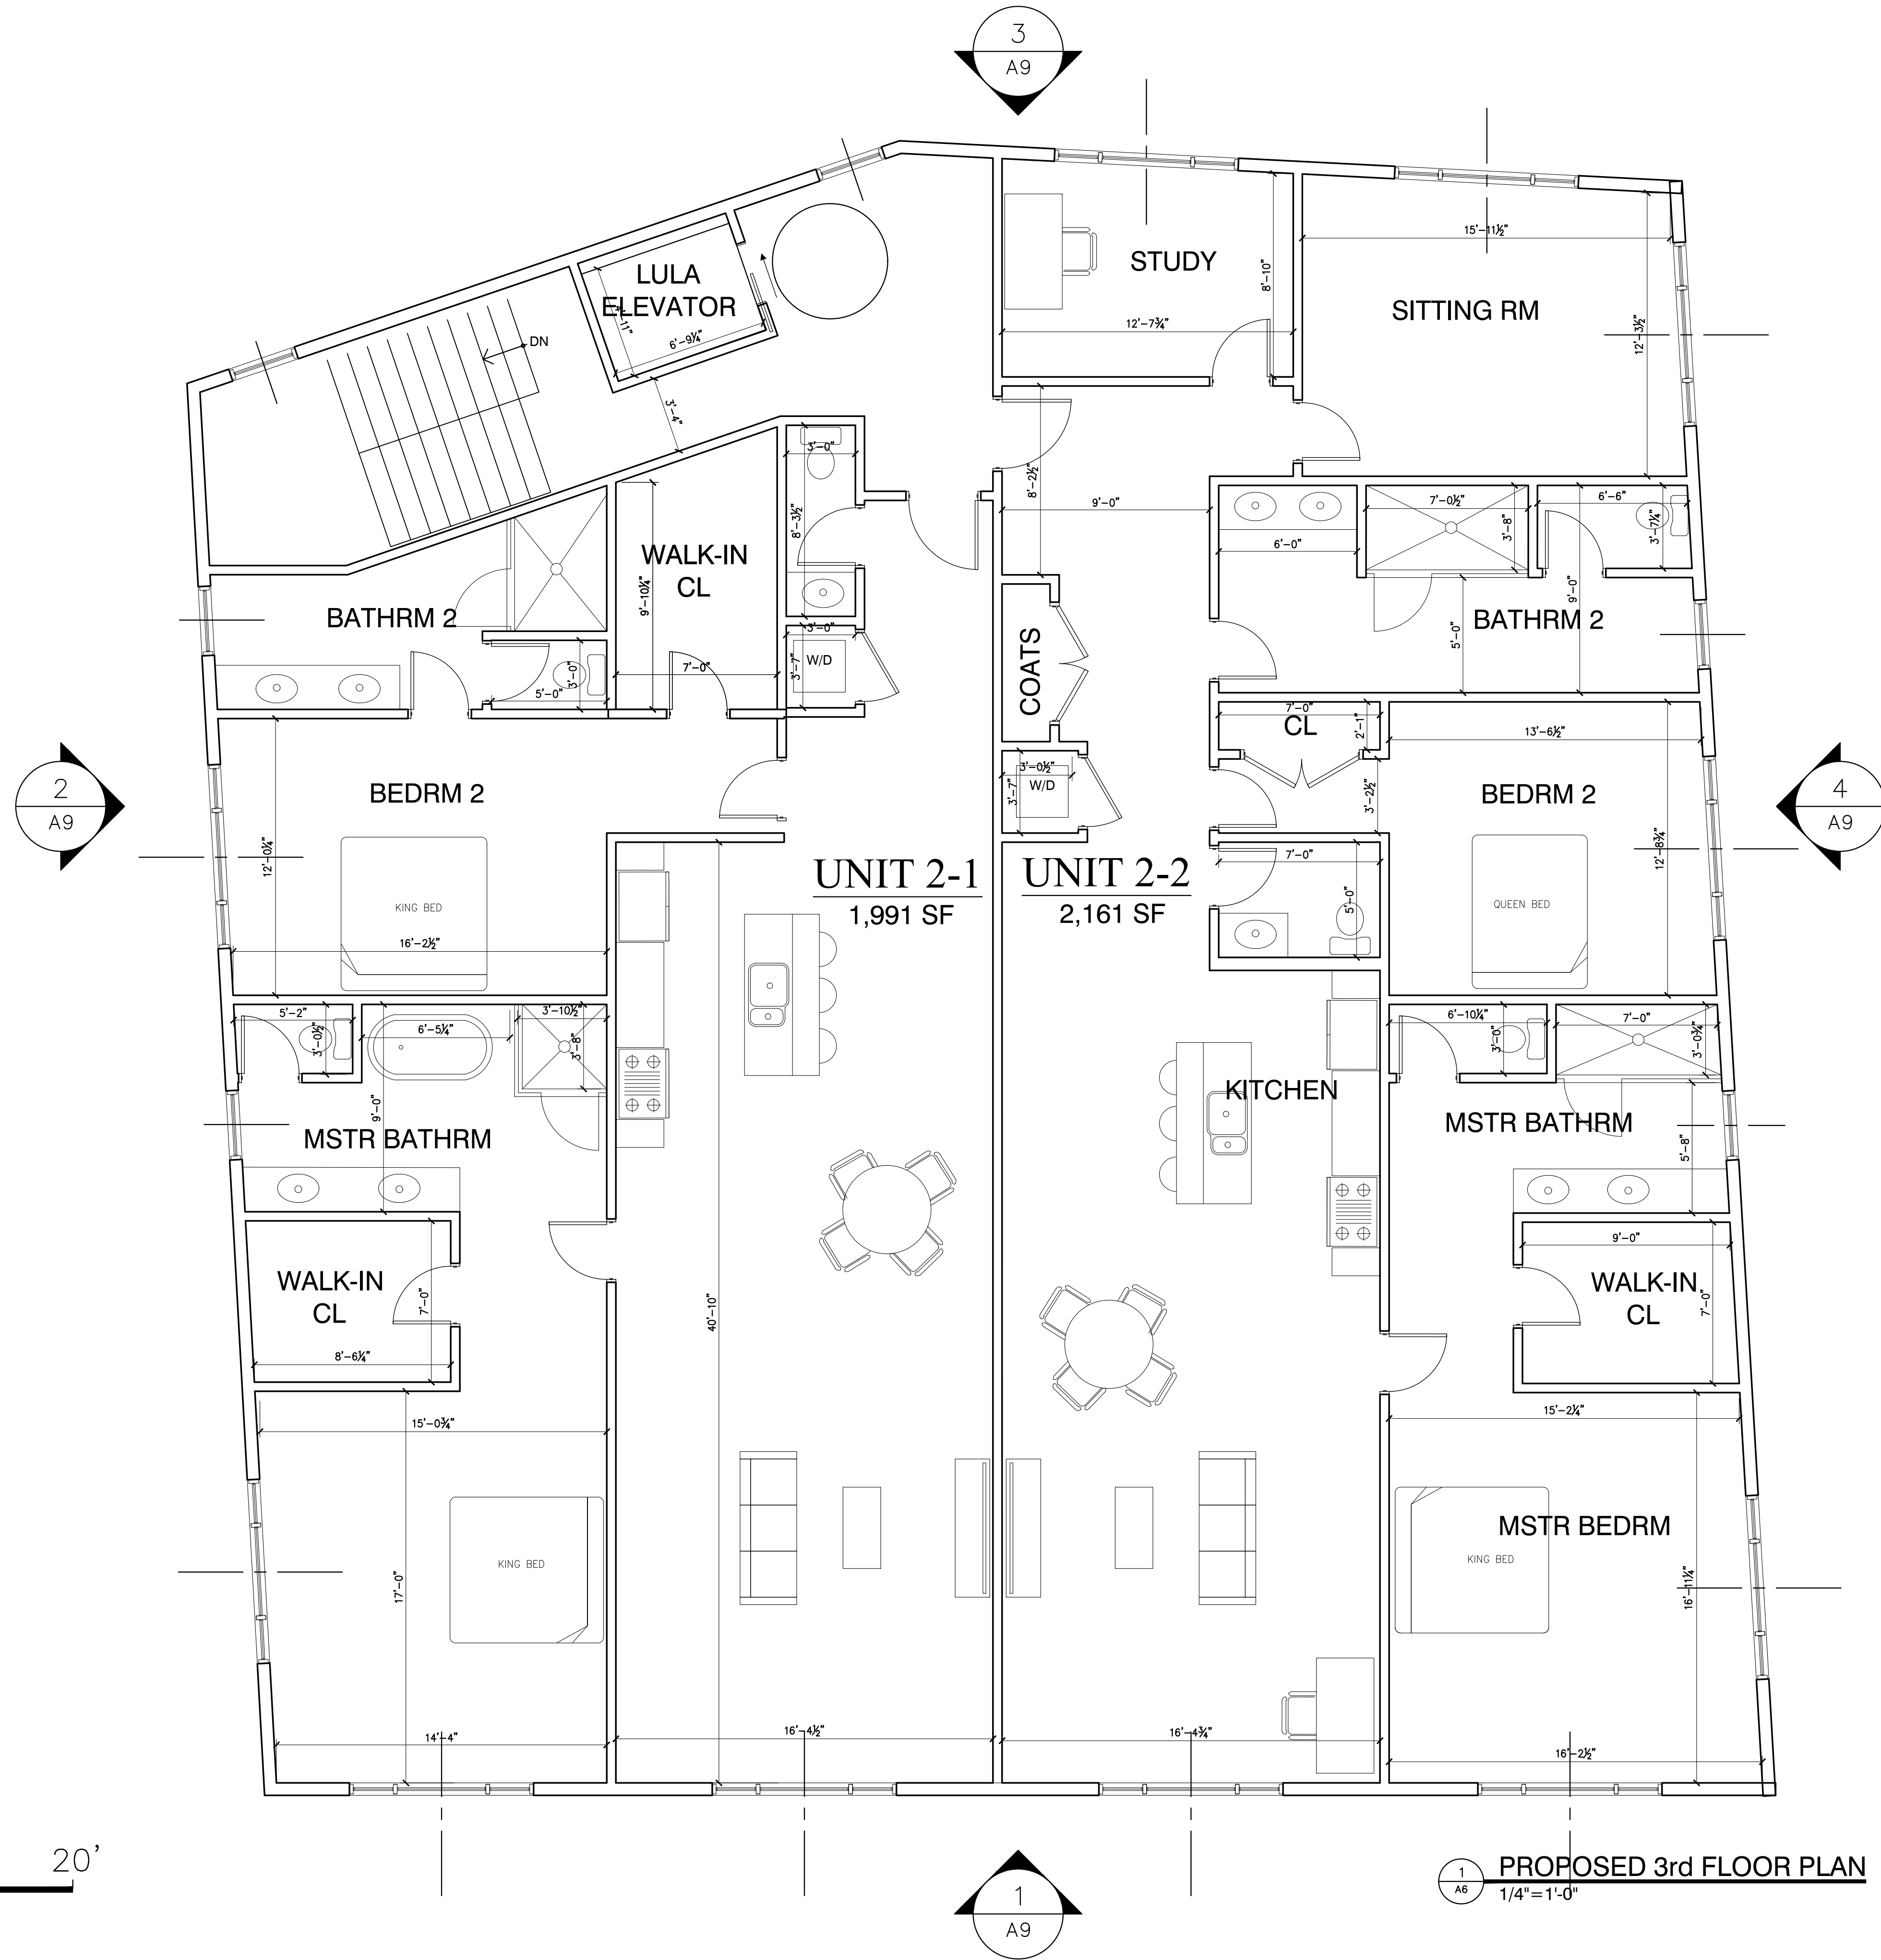 3
A9
LULA
ELEVATOR
6'-9¼"
DN
3'-4"
STUDY
8'-10"
12'-7¾"
15'-11½"
SITTING RM
12'-3½"
3'-0"
8'-3½"
8'-2½"
9'-0"
WALK-IN
CL
9'-10¼"
7'-0"
3'-0"
3'-7"
W/D
BATHRM 2
3'-0"
5'-0"
6'-0"
7'-0½"
3'-8"
6'-6"
3'-7¼"
9'-0"
5'-0"
BATHRM 2
COATS
7'-0"
CL
2'-1"
3'-2½"
13'-6½"
3'-0½"
3'-7"
W/D
2
A9
BEDRM 2
12'-0¼"
KING BED
16'-2½"
BEDRM 2
12'-8¾"
QUEEN BED
4
A9
UNIT 2-1
1,991 SF
UNIT 2-2
2,161 SF
7'-0"
5'-0"
5'-2"
3'-0½"
6'-5¼"
3'-10½"
3'-8"
9'-0"
MSTR BATHRM
KITCHEN
6'-10¼"
3'-0"
7'-0"
3'-0¾"
MSTR BATHRM
5'-8"
WALK-IN
CL
7'-0"
8'-6¼"
40'-10"
9'-0"
WALK-IN
CL
7'-0"
15'-0¾"
15'-2¼"
17'-0"
KING BED
MSTR BEDRM
KING BED
16'-11¼"
14'-4"
16'-4½"
16'-4¾"
16'-2½"
20'
1
A9
1
A6
PROPOSED 3rd FLOOR PLAN
1/4"=1'-0"